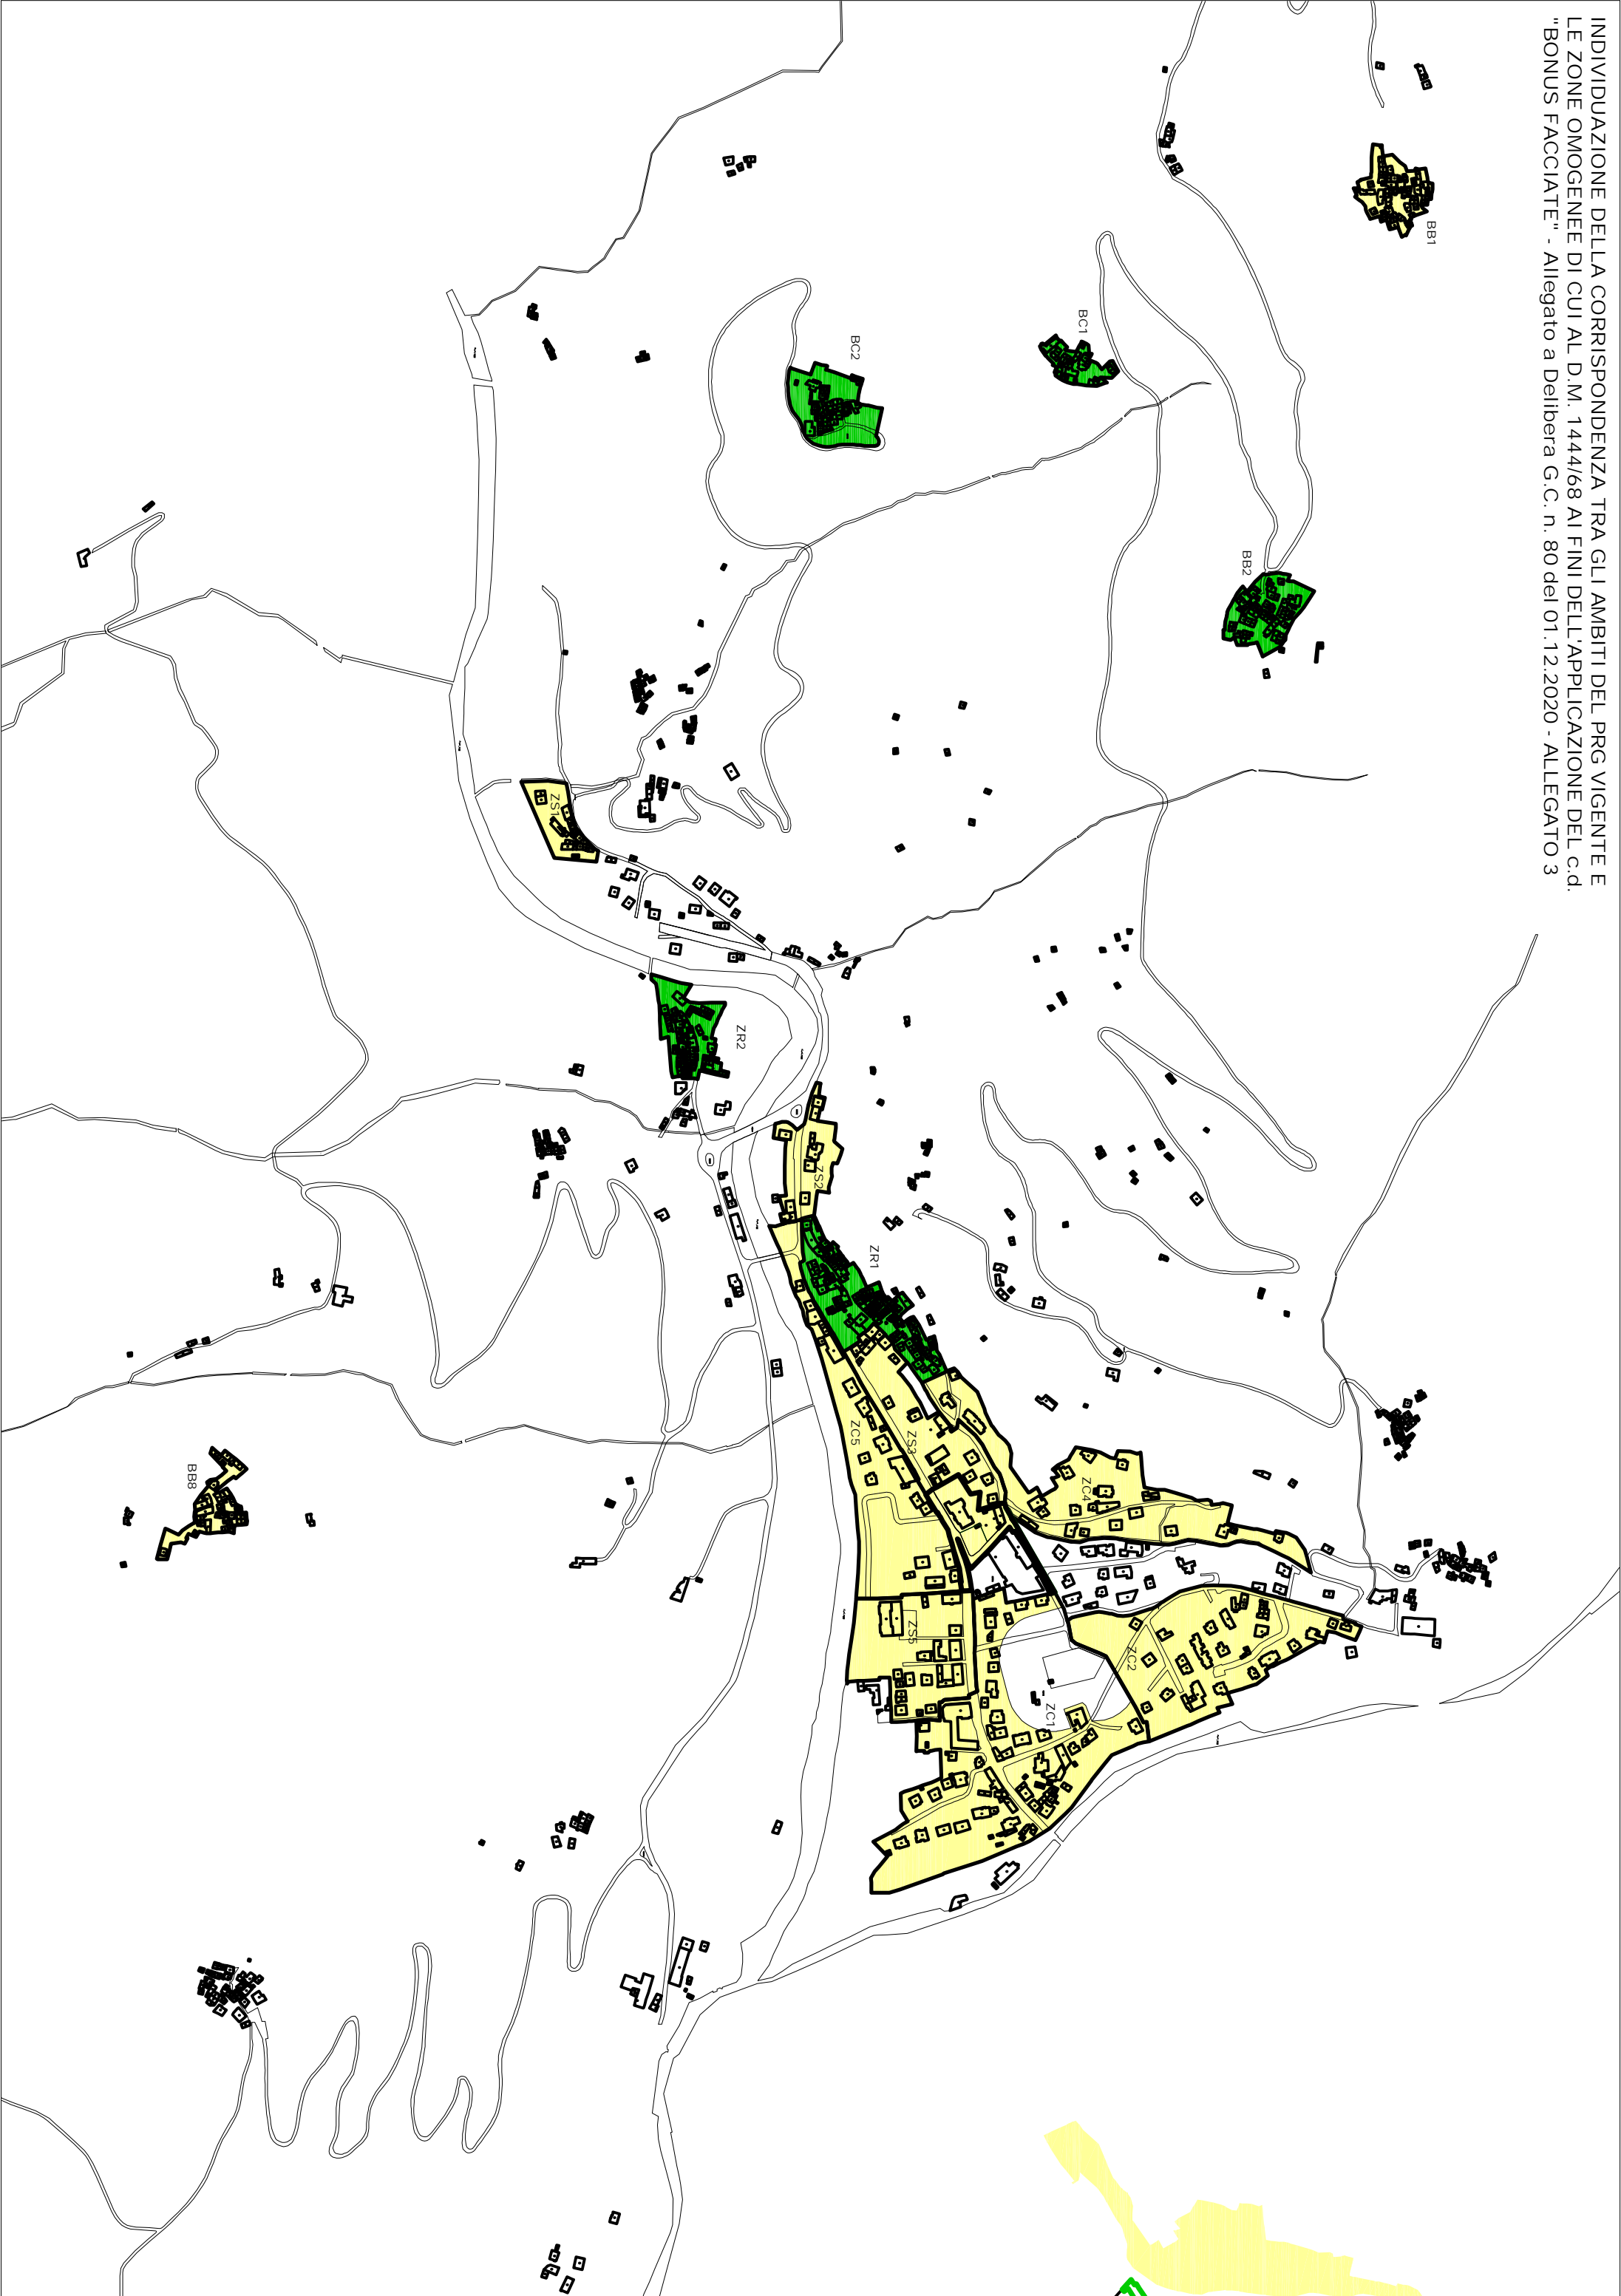 INDIVIDUAZIONE DELLA CORRISPONDENZA TRA GLI AMBITI DEL PRG VIGENTE E
LE ZONE OMOGENEE DI CUI AL D.M. 1444/68 AI FINI DELL'APPLICAZIONE DEL c.d.
"BONUS FACCIATE" - Allegato a Delibera G.C. n. 80 del 01.12.2020 - ALLEGATO 3
BB1
BB2
BC1
BC2
ZS1
ZR2
ZS2
ZR1
ZC5
ZS3
ZC4
ZS5
ZC2
ZC1
BB8